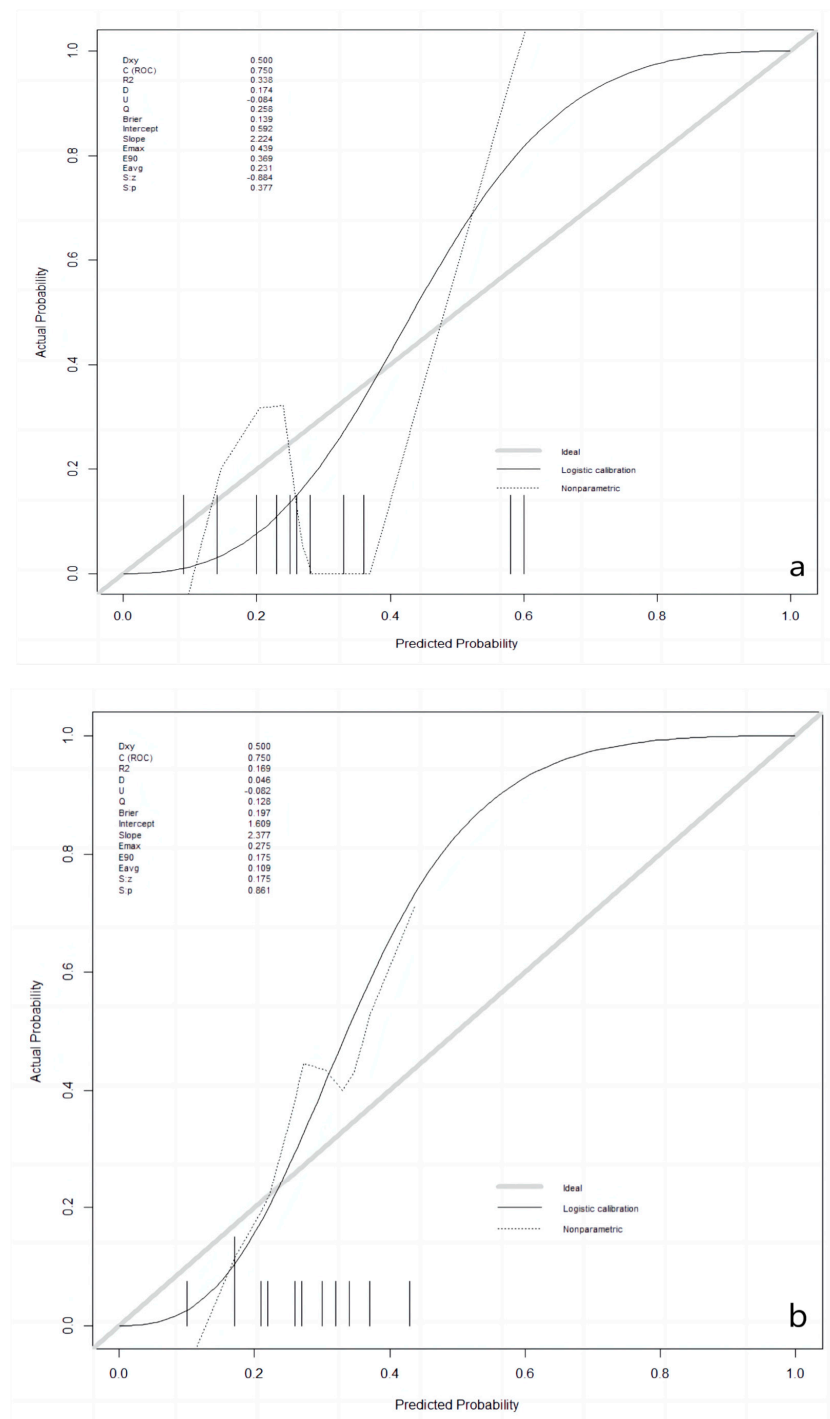 Dxy 0.500
C (ROC) 0.750
R2 0.338
D 0.174
U -0.084
Q 0.258
Brier 0.139
Intercept 0.592
Slope 2.224
Emax 0.439
E90 0.369
Eavg 0.231
S:z -0.884
S:p 0.377
1.0
0.8
0.6
0.4
0.2
0.0
Actual Probability
Ideal
Logistic calibration
Nonparametric
a
0.0 0.2 0.4 0.6 0.8 1.0
Predicted Probability
Dxy 0.500
C (ROC) 0.750
R2 0.169
D 0.046
U -0.082
Q 0.128
Brier 0.197
Intercept 1.609
Slope 2.377
Emax 0.275
E90 0.175
Eavg 0.109
S:z 0.175
S:p 0.861
1.0
0.8
0.6
0.4
0.2
0.0
Actual Probability
Ideal
Logistic calibration
Nonparametric
b
0.0 0.2 0.4 0.6 0.8 1.0
Predicted Probability